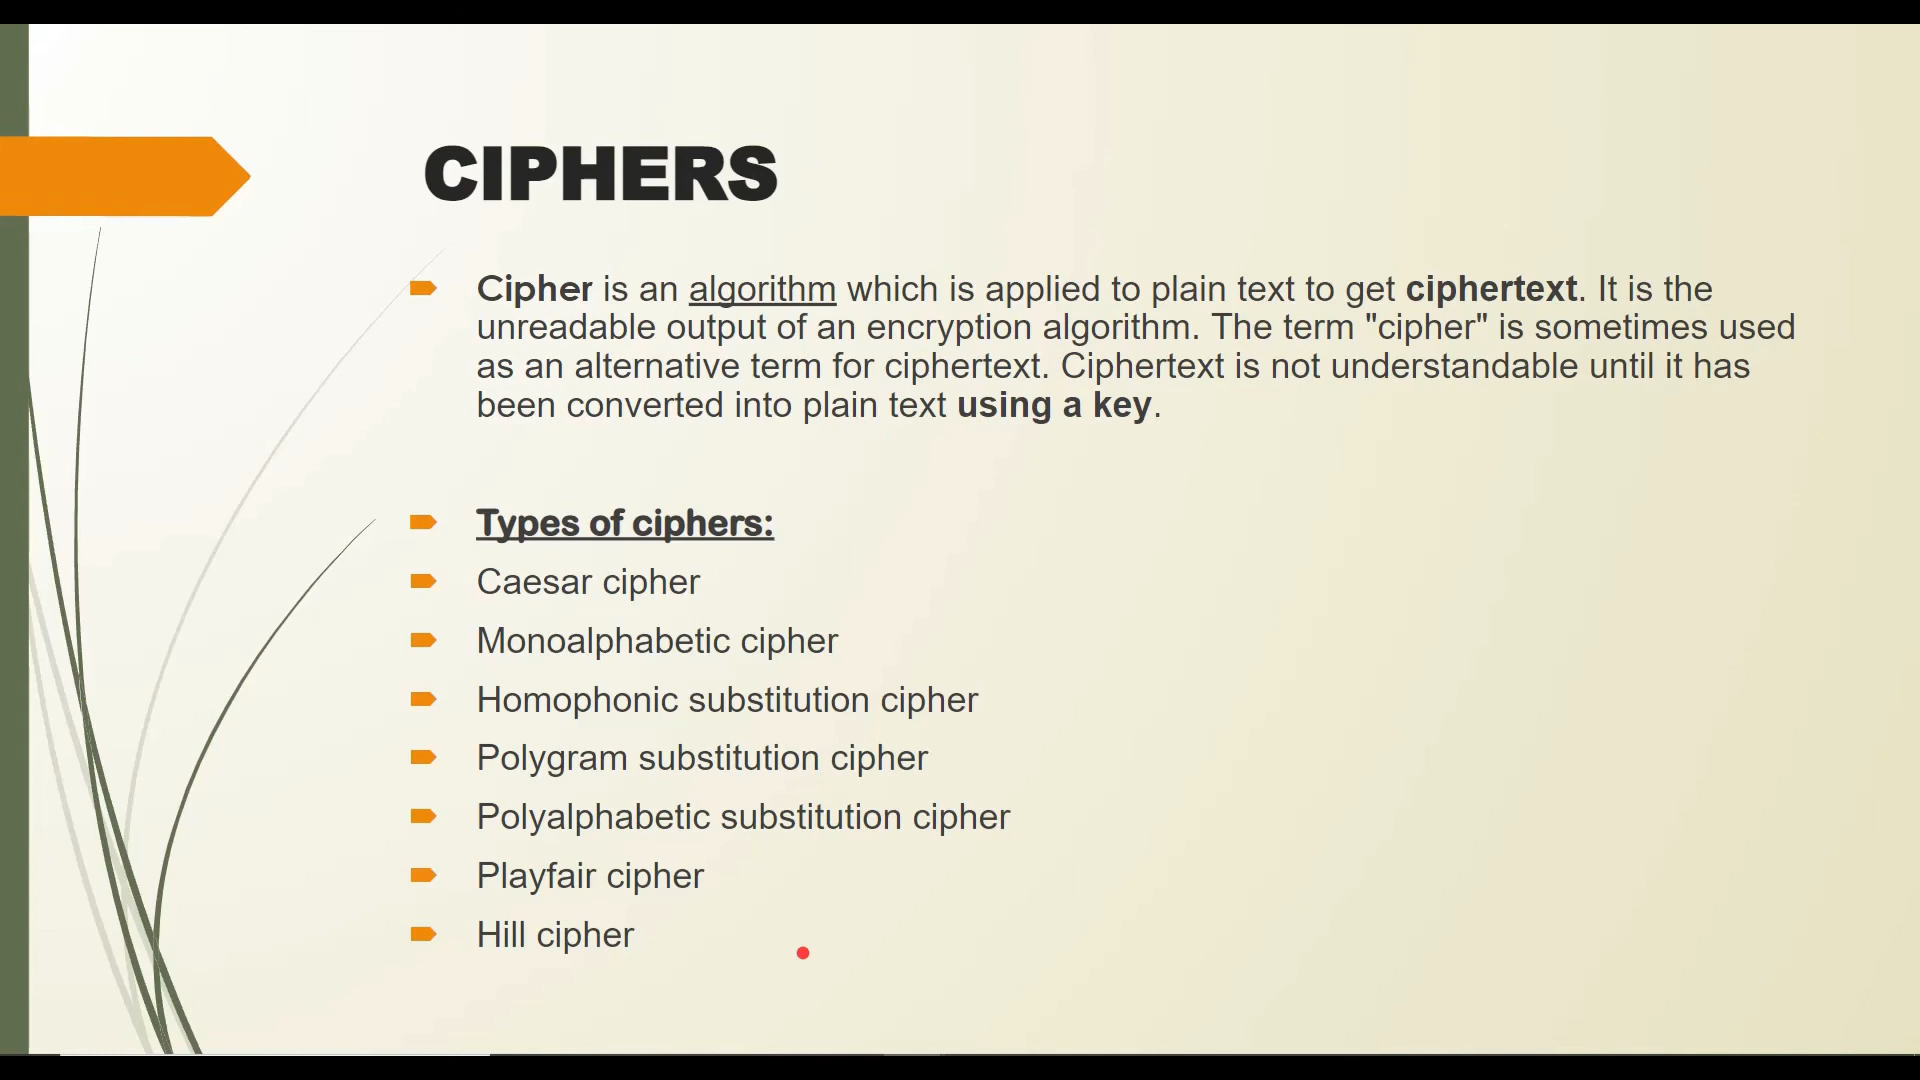 CIPHERS
Cipher is an algorithm which is applied to plain text to get ciphertext. It is the
unreadable output of an encryption algorithm. The term "cipher" is sometimes used
as an alternative term for ciphertext. Ciphertext is not understandable until it has
been converted into plain text using a key.
Types of ciphers:
Caesar cipher
Monoalphabetic cipher
Homophonic substitution cipher
Polygram substitution cipher
Polyalphabetic substitution cipher
Playfair cipher
Hill cipher